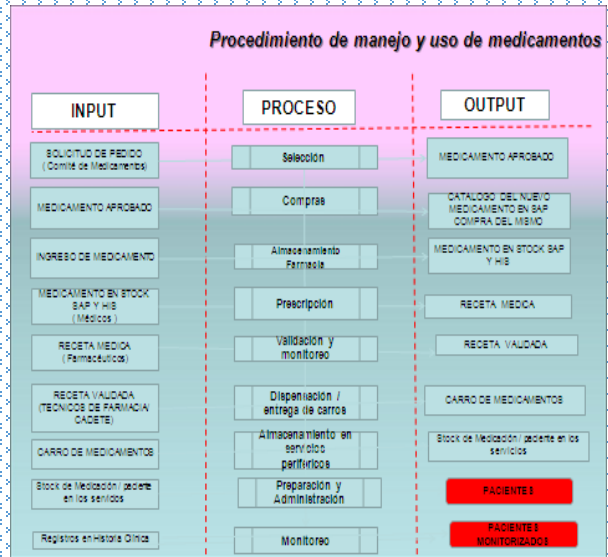 Procedimiento de manejo y uso de medicamentos
INPUT
PROCESO
OUTPUT
SOLICITUD DE PEDIDO
( Comité de Medicamentos)
Selección
MEDICAMENTO APROBADO
MEDICAMENTO APROBADO
Compras
CATALOGO DEL NUEVO
MEDICAMENTO EN SAP
COMPRA DEL MISMO
INGRESO DE MEDICAMENTO
Almacenamiento
Farmacia
MEDICAMENTO EN STOCK SAP
Y HIS
MEDICAMENTO EN STOCK
SAP Y HIS
( Médicos )
Prescripción
RECETA MEDICA
RECETA MEDICA
( Farmacéuticos)
Validación y
monitoreo
RECETA VALIDADA
RECETA VALIDADA
(TECNICOS DE FARMACIA/
CADETE)
Dispensación /
entrega de carros
CARRO DE MEDICAMENTOS
CARRO DE MEDICAMENTOS
Almacenamiento en
servicios
periféricos
Stock de Medicación / paciente en los
servicios
Stock de Medicación / paciente
en los servicios
Preparación y
Administración
PACIENTES
Registros en Historia Clínica
Monitoreo
PACIENTES
MONITORIZADOS